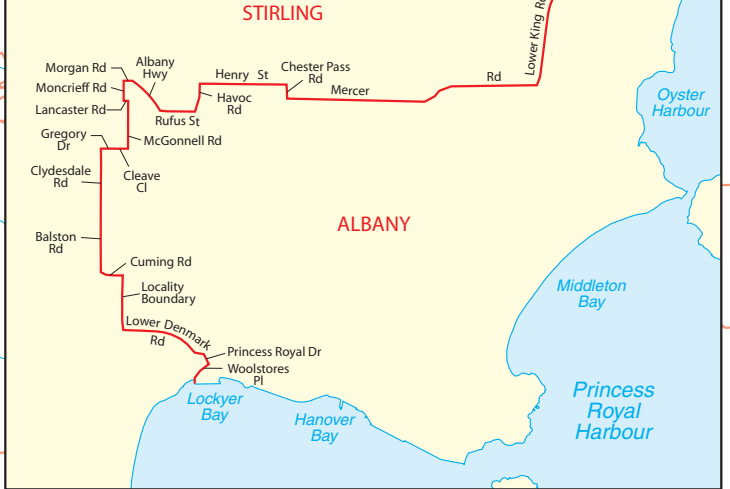 STIRLING
Lower King Rd
Morgan Rd
Albany
Hwy
Henry St
Chester Pass
Rd
Moncrieff Rd
Havoc
Rd
Mercer Rd
Lancaster Rd
Rufus St
Oyster
Harbour
Gregory
Dr
McGonnell Rd
Clydesdale
Rd
Cleave
Cl
ALBANY
Balston
Rd
Cuming Rd
Locality
Boundary
Middleton
Bay
Lower Denmark
Rd
Princess Royal Dr
Woolstores
Pl
Lockyer
Bay
Hanover
Bay
Princess
Royal
Harbour